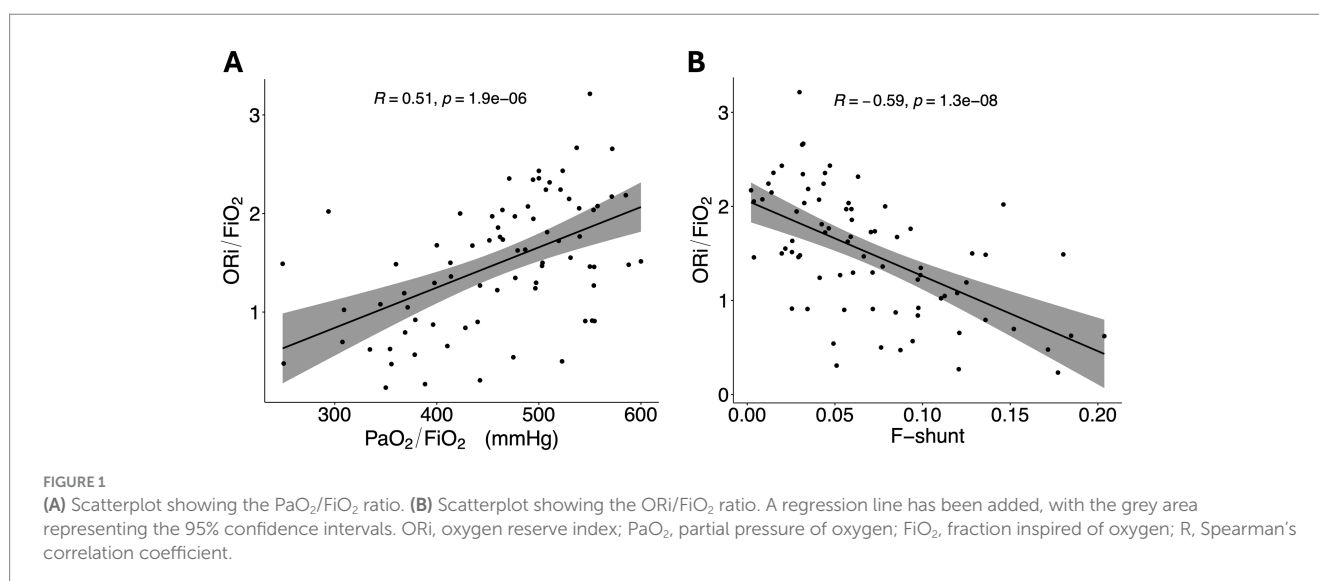 A
R = 0.51, p = 1.9e−06
3
2
1
ORi/FiO₂
300 400 500 600
PaO₂/FiO₂ (mmHg)
B
R = −0.59, p = 1.3e−08
3
2
1
0
ORi/FiO₂
0.00 0.05 0.10 0.15 0.20
F−shunt
FIGURE 1
(A) Scatterplot showing the PaO₂/FiO₂ ratio. (B) Scatterplot showing the ORi/FiO₂ ratio. A regression line has been added, with the grey area
representing the 95% confidence intervals. ORi, oxygen reserve index; PaO₂, partial pressure of oxygen; FiO₂, fraction inspired of oxygen; R, Spearman’s
correlation coefficient.